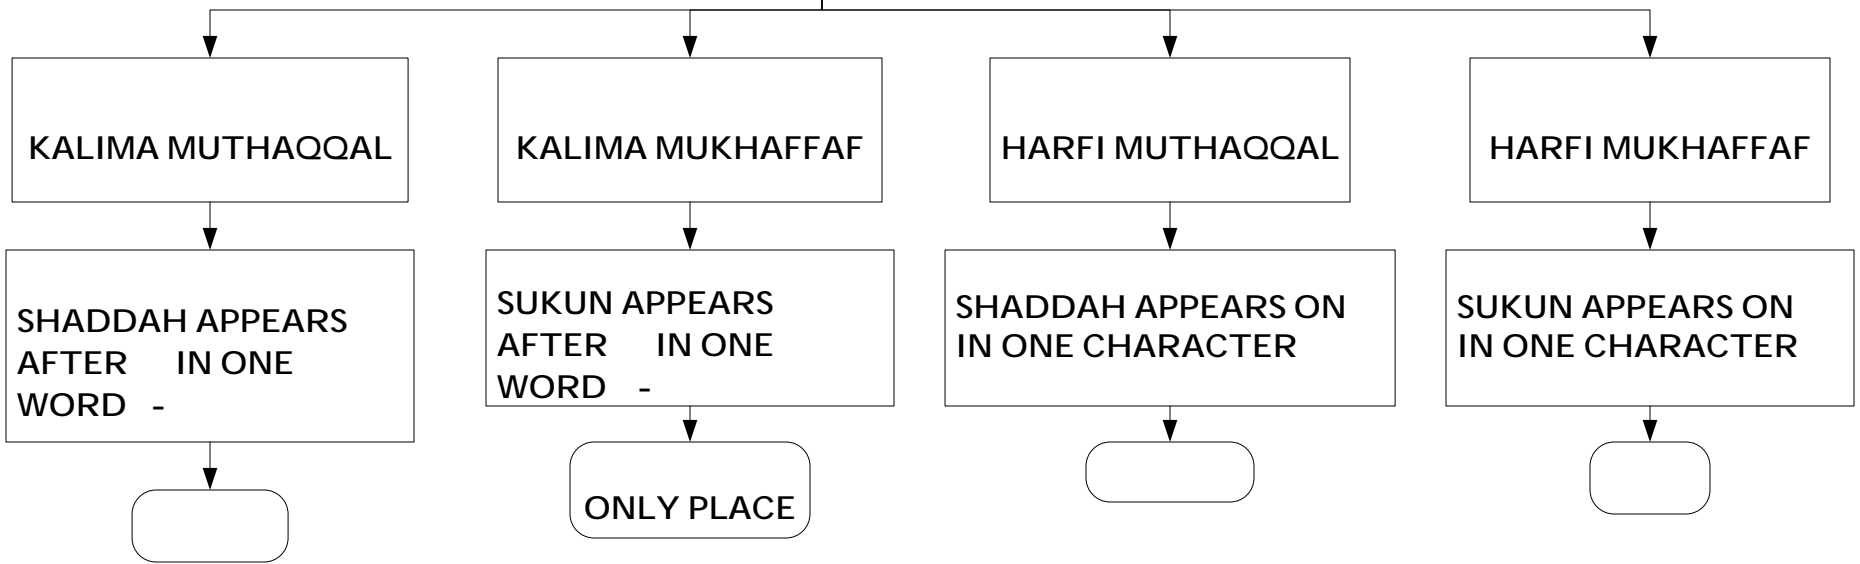 KALIMA MUTHAQQAL
KALIMA MUKHAFFAF
HARFI MUTHAQQAL
HARFI MUKHAFFAF
SHADDAH APPEARS
AFTER IN ONE
WORD -
SUKUN APPEARS
AFTER IN ONE
WORD -
SHADDAH APPEARS ON
IN ONE CHARACTER
SUKUN APPEARS ON
IN ONE CHARACTER
ONLY PLACE